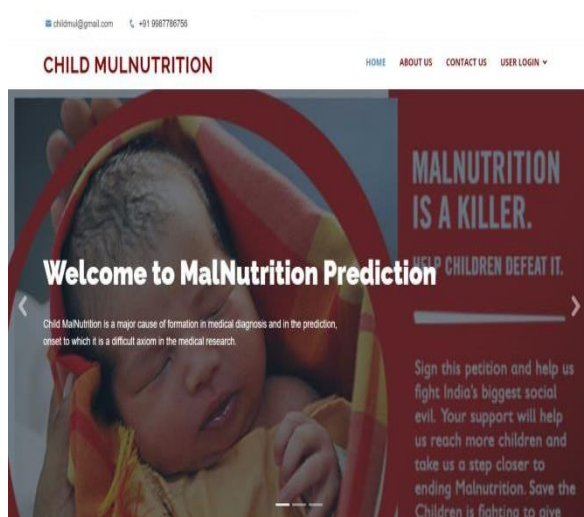 childmul@gmail.com +91 9987786756
CHILD MULNUTRITION
HOME ABOUT US CONTACT US USER LOGIN
MALNUTRITION
IS A KILLER.
HELP CHILDREN DEFEAT IT.
Welcome to MalNutrition Prediction
Child MalNutrition is a major cause of formation in medical diagnosis and in the prediction,
onset to which it is a difficult axiom in the medical research.
Sign this petition and help us
fight India's biggest social
evil. Your support will help
us reach more children and
take us a step closer to
ending Malnutrition. Save the
Children is fighting to give